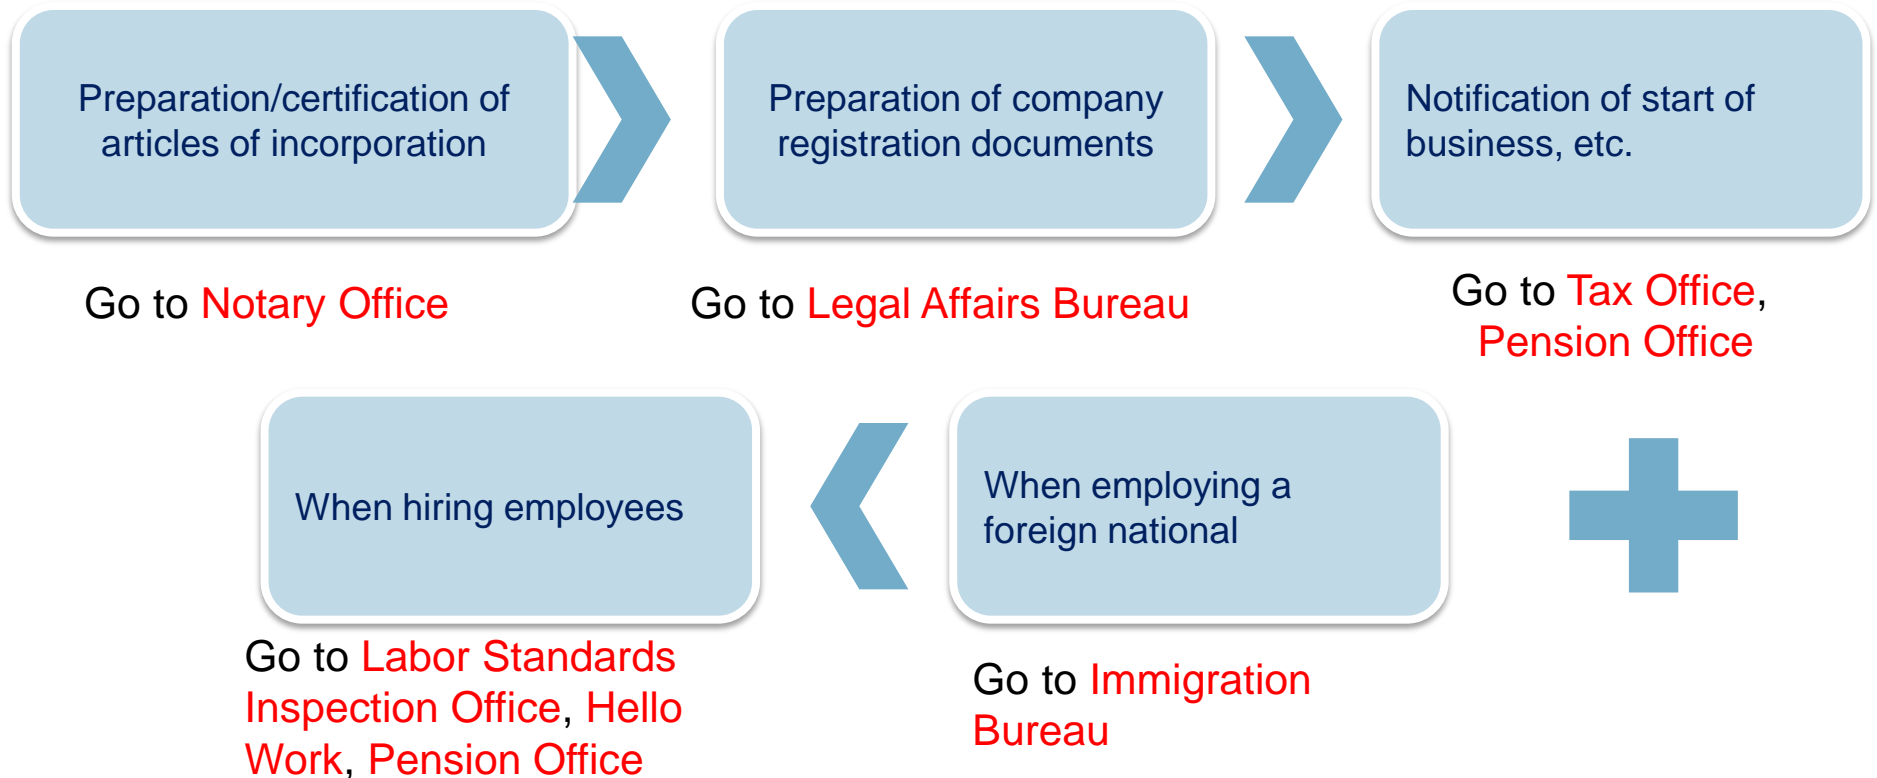 Preparation/certification of
articles of incorporation
Go to Notary Office
Preparation of company
registration documents
Go to Legal Affairs Bureau
Notification of start of
business, etc.
Go to Tax Office,
Pension Office
When employing a
foreign national
Go to Immigration
Bureau
When hiring employees
Go to Labor Standards
Inspection Office, Hello
Work, Pension Office